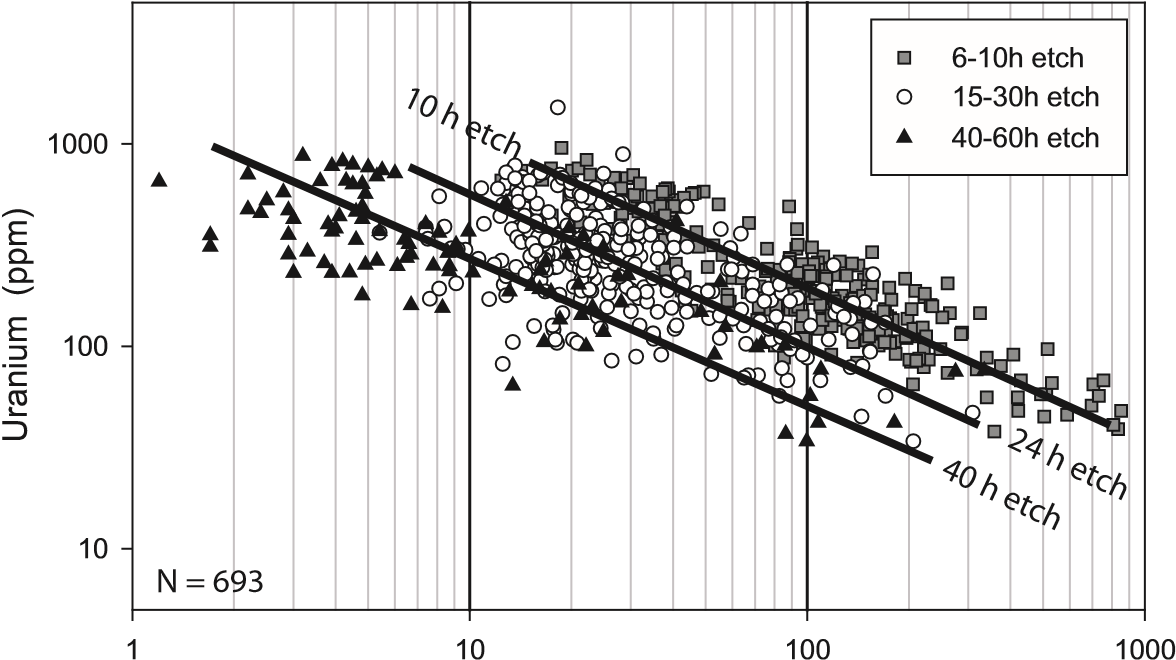 6-10h etch
15-30h etch
40-60h etch
10 h etch
24 h etch
40 h etch
Uranium (ppm)
1000
100
10
N = 693
1
10
100
1000